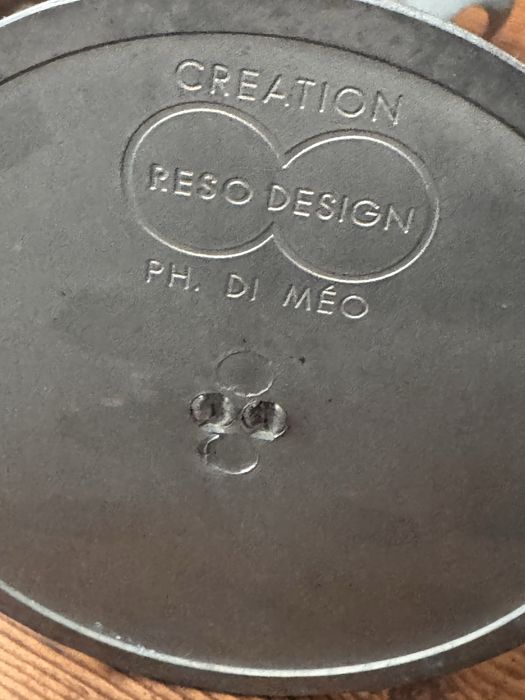 CREATION
RESO DESIGN
PH. DI MÉO